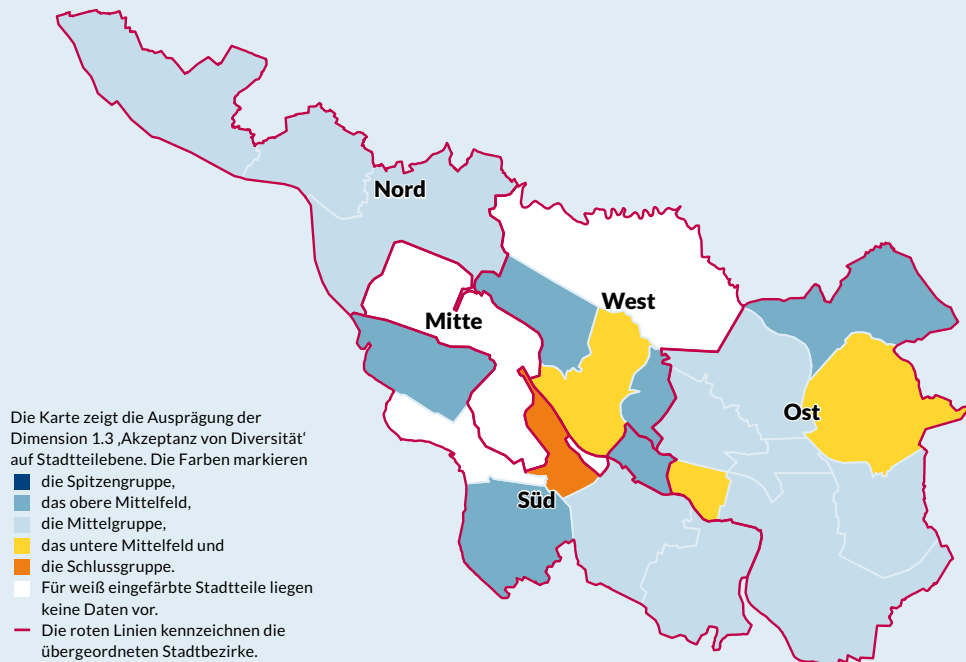 Nord
West
Mitte
Ost
Süd
Die Karte zeigt die Ausprägung der
Dimension 1.3 ‚Akzeptanz von Diversität‘
auf Stadtteilebene. Die Farben markieren
die Spitzengruppe,
das obere Mittelfeld,
die Mittelgruppe,
das untere Mittelfeld und
die Schlussgruppe.
Für weiß eingefärbte Stadtteile liegen
keine Daten vor.
Die roten Linien kennzeichnen die
übergeordneten Stadtbezirke.